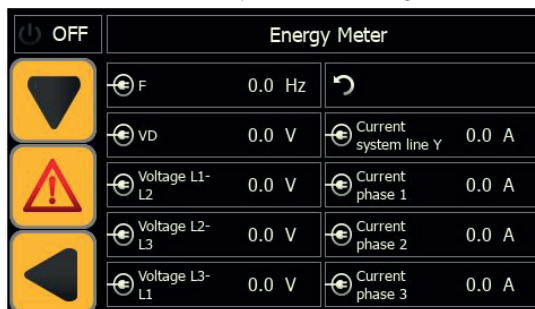 OFF
Energy Meter
F 0.0 Hz
VD 0.0 V
Current
system line Y 0.0 A
Voltage L1-
L2 0.0 V
Current
phase 1 0.0 A
Voltage L2-
L3 0.0 V
Current
phase 2 0.0 A
Voltage L3-
L1 0.0 V
Current
phase 3 0.0 A